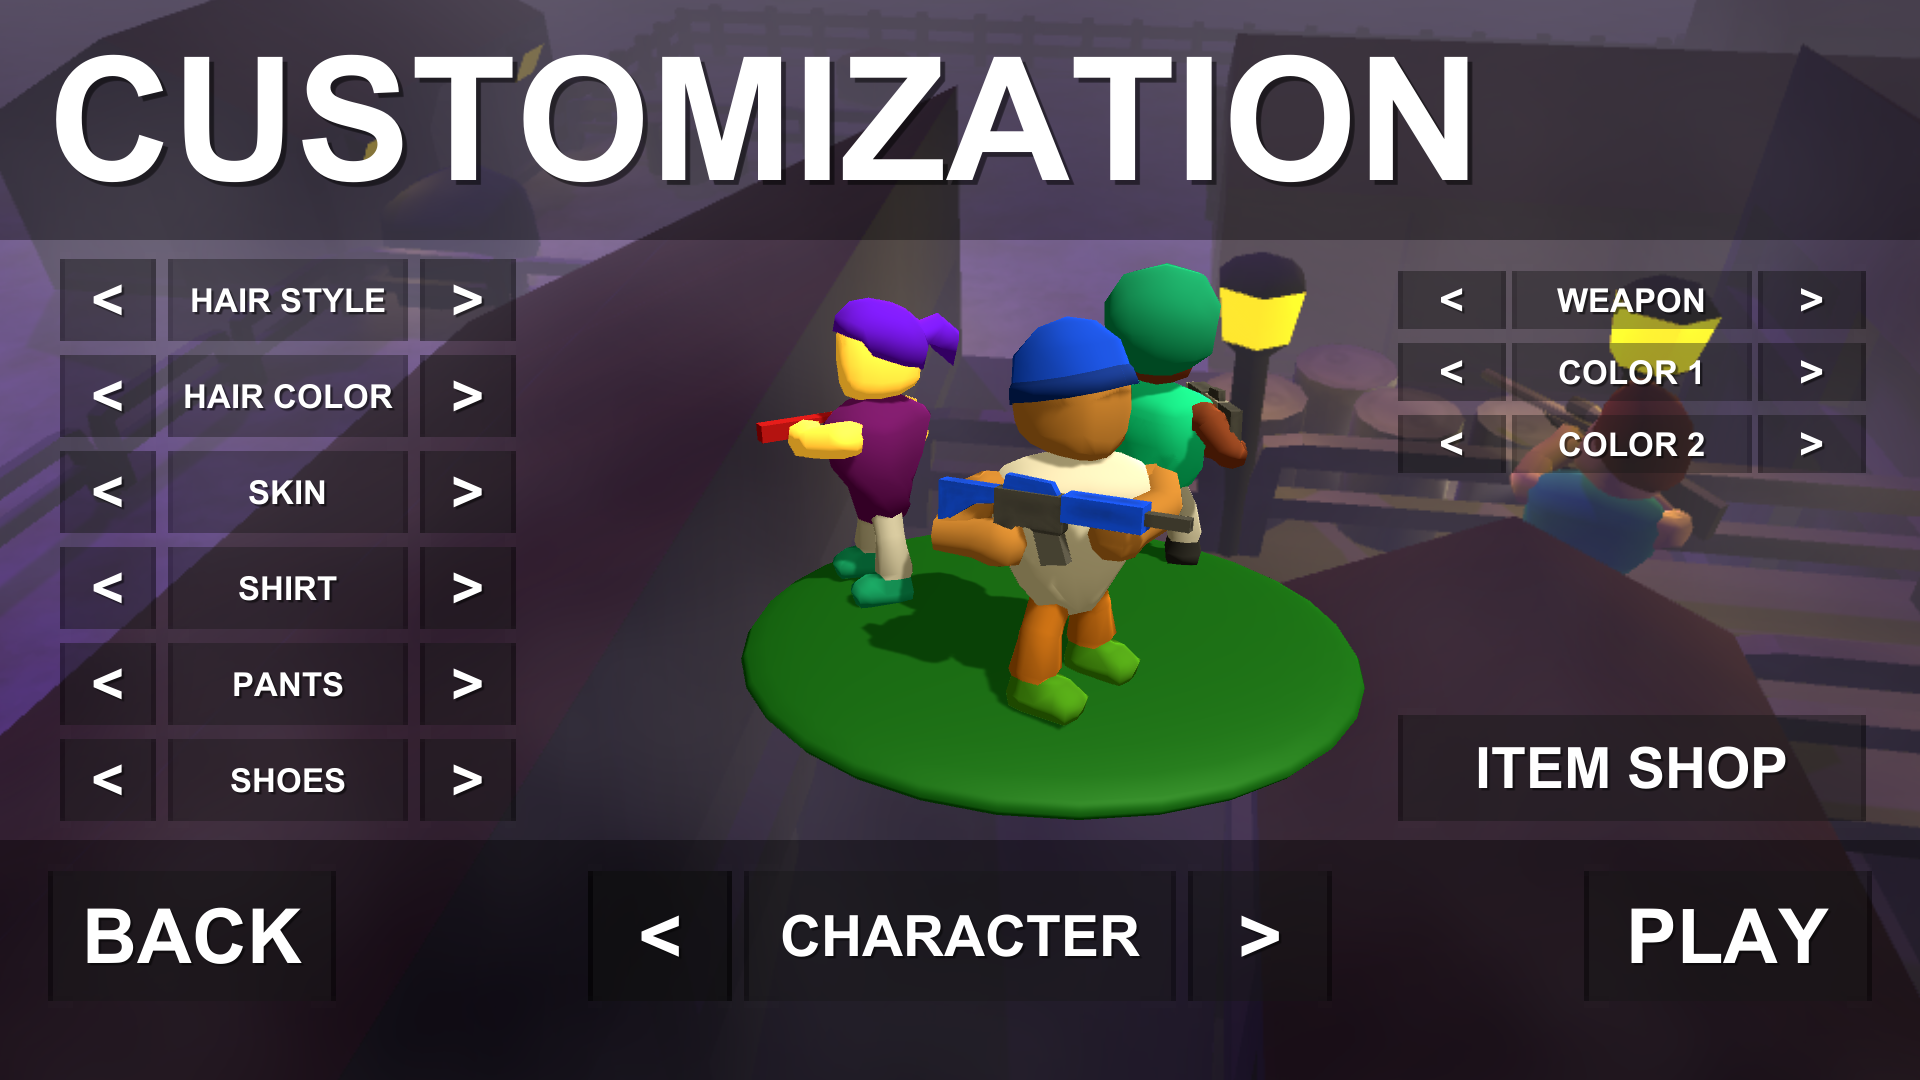 CUSTOMIZATION
< HAIR STYLE >
< HAIR COLOR >
< SKIN >
< SHIRT >
< PANTS >
< SHOES >
< WEAPON >
< COLOR 1 >
< COLOR 2 >
ITEM SHOP
BACK
< CHARACTER >
PLAY